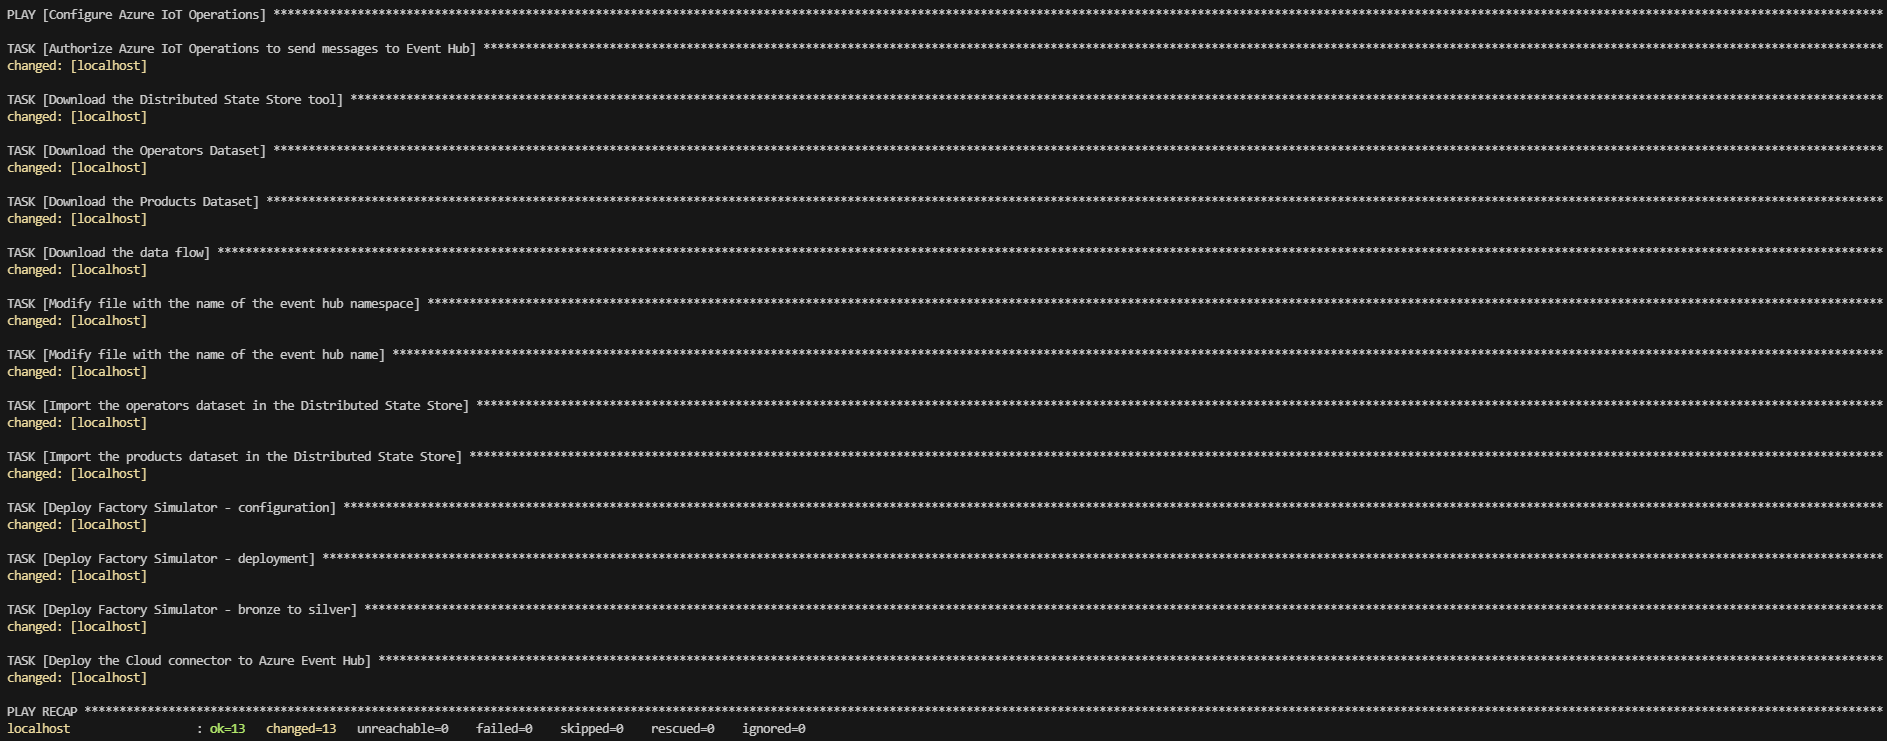 PLAY [Configure Azure IoT Operations] ****************************************************************************************************************************************************************************************************************************************
TASK [Authorize Azure IoT Operations to send messages to Event Hub] **********************************************************************************************************************************************************************************************************
changed: [localhost]
TASK [Download the Distributed State Store tool] *****************************************************************************************************************************************************************************************************************************
changed: [localhost]
TASK [Download the Operators Dataset] ****************************************************************************************************************************************************************************************************************************************
changed: [localhost]
TASK [Download the Products Dataset] *****************************************************************************************************************************************************************************************************************************************
changed: [localhost]
TASK [Download the data flow] ************************************************************************************************************************************************************************************************************************************************
changed: [localhost]
TASK [Modify file with the name of the event hub namespace] ******************************************************************************************************************************************************************************************************************
changed: [localhost]
TASK [Modify file with the name of the event hub name] ***********************************************************************************************************************************************************************************************************************
changed: [localhost]
TASK [Import the operators dataset in the Distributed State Store] ***********************************************************************************************************************************************************************************************************
changed: [localhost]
TASK [Import the products dataset in the Distributed State Store] ************************************************************************************************************************************************************************************************************
changed: [localhost]
TASK [Deploy Factory Simulator - configuration] ******************************************************************************************************************************************************************************************************************************
changed: [localhost]
TASK [Deploy Factory Simulator - deployment] *********************************************************************************************************************************************************************************************************************************
changed: [localhost]
TASK [Deploy Factory Simulator - bronze to silver] ***************************************************************************************************************************************************************************************************************************
changed: [localhost]
TASK [Deploy the Cloud connector to Azure Event Hub] *************************************************************************************************************************************************************************************************************************
changed: [localhost]
PLAY RECAP *******************************************************************************************************************************************************************************************************************************************************************
localhost                  : ok=13   changed=13   unreachable=0    failed=0    skipped=0    rescued=0    ignored=0